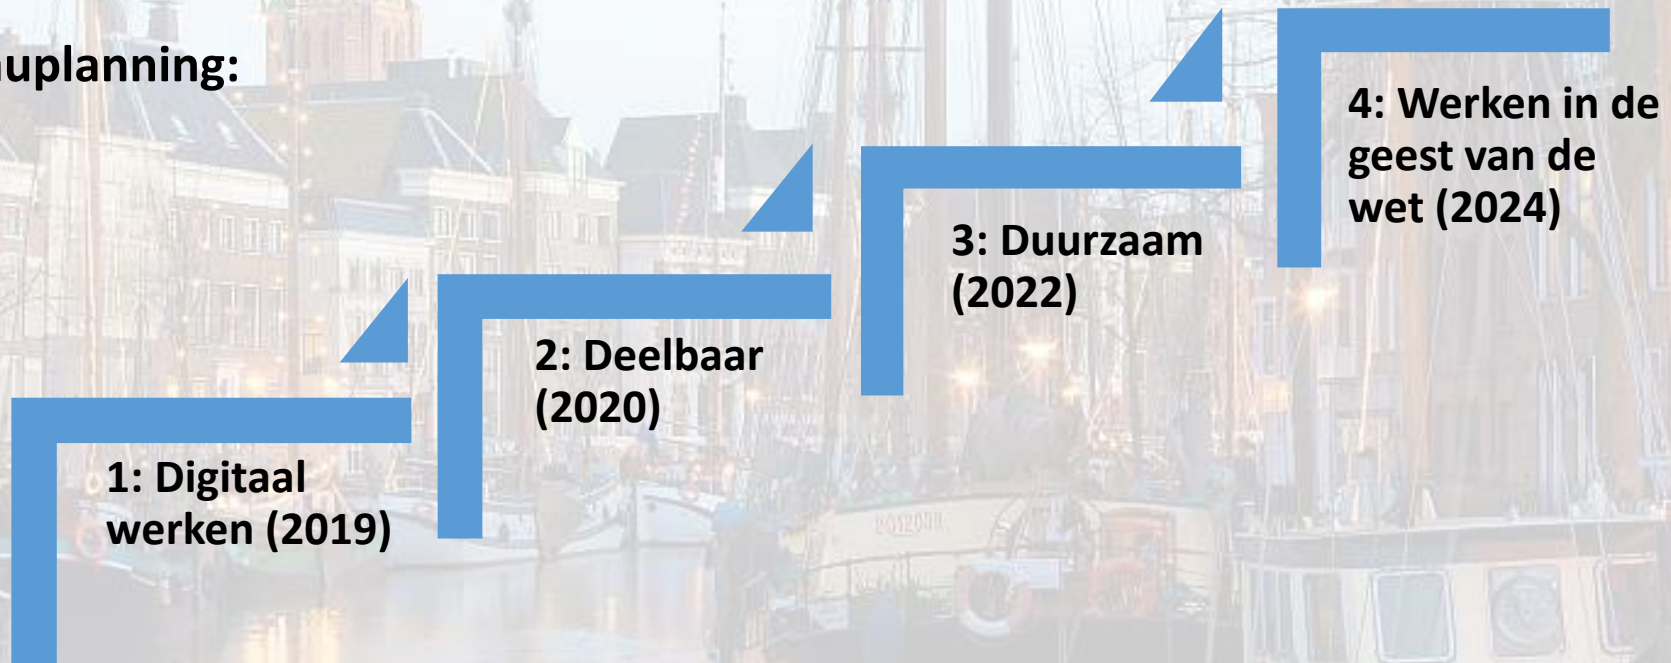 uplanning:
4: Werken in de
geest van de
wet (2024)
3: Duurzaam
(2022)
2: Deelbaar
(2020)
1: Digitaal
werken (2019)